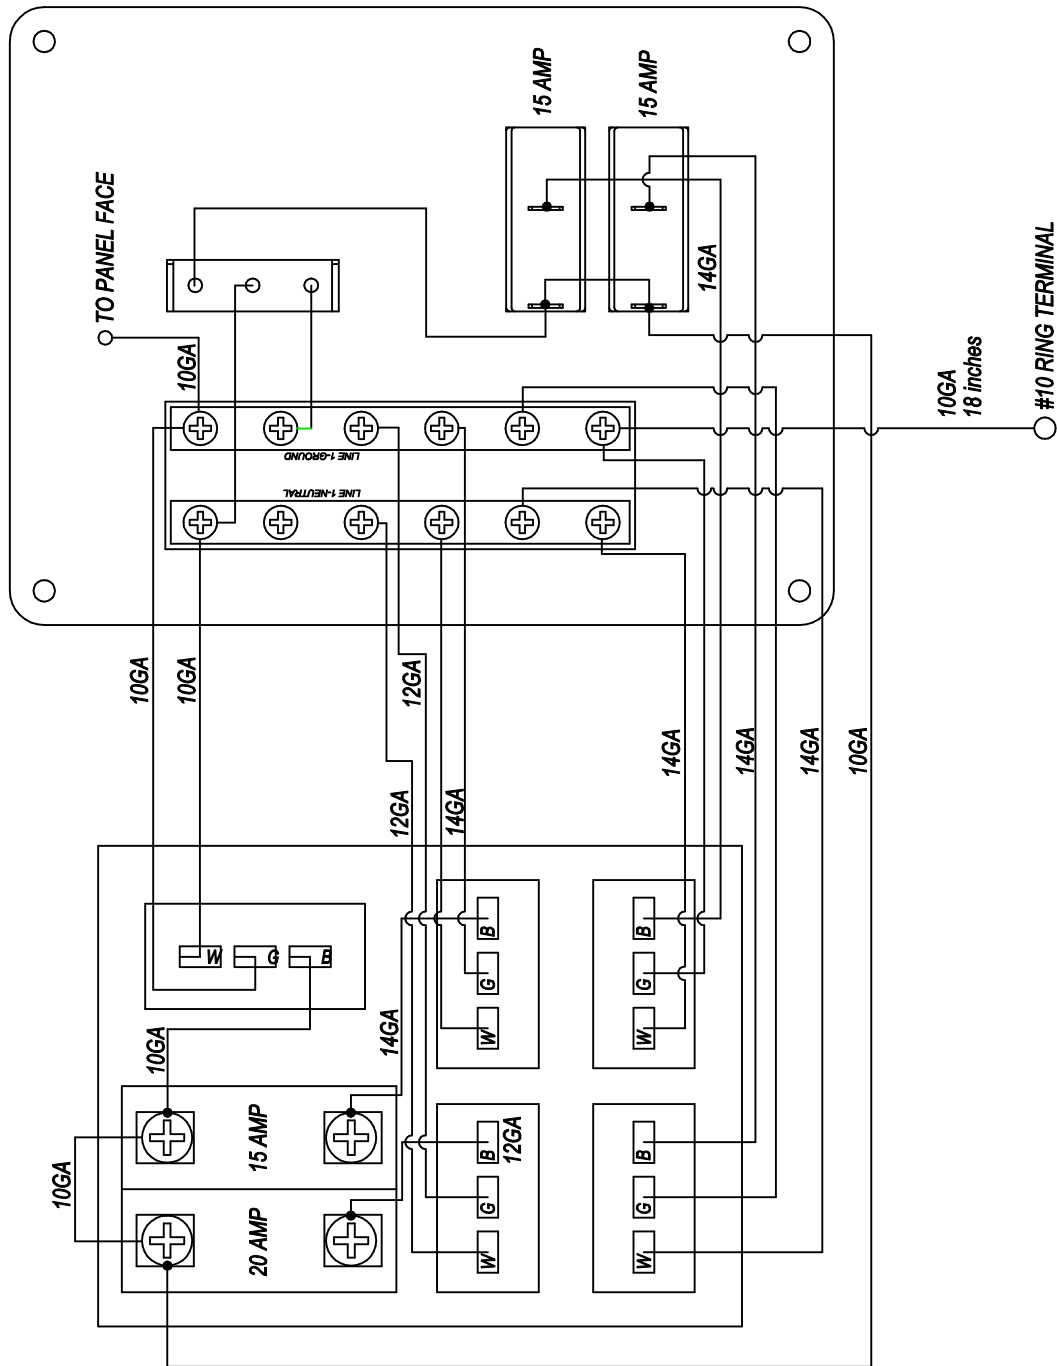 15 AMP
15 AMP
TO PANEL FACE
14GA
#10 RING TERMINAL
10GA
10GA
18 inches
LINE 1-GROUND
LINE 1-NEUTRAL
10GA
10GA
12GA
14GA
14GA
14GA
10GA
12GA
14GA
W
G
B
B
B
G
G
W
W
14GA
10GA
15 AMP
B
12GA
B
10GA
G
G
20 AMP
W
W